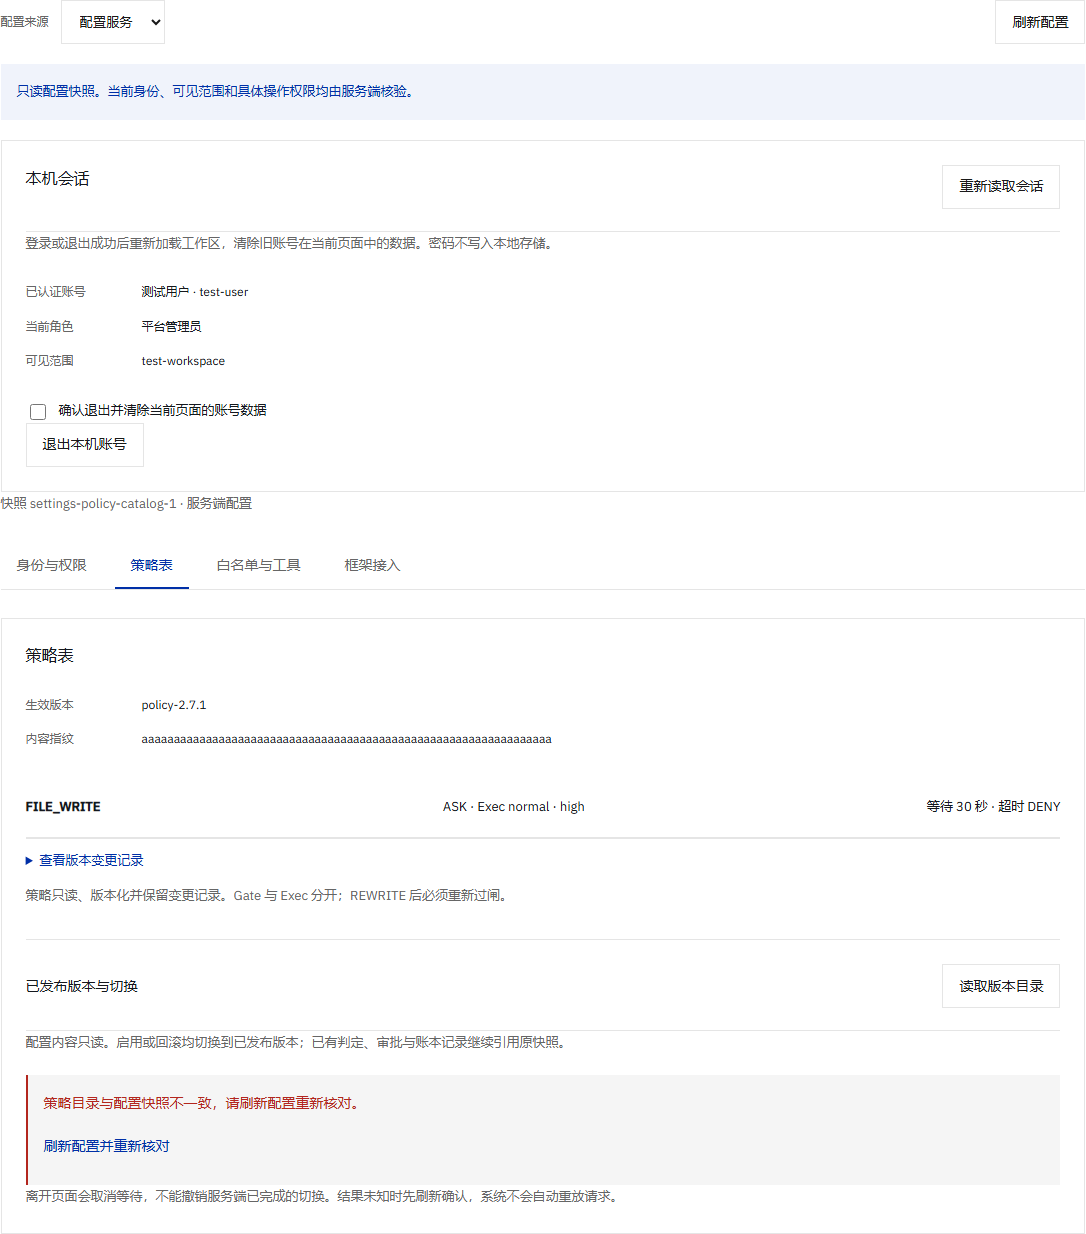 配置来源 配置服务 刷新配置
只读配置快照。当前身份、可见范围和具体操作权限均由服务端核验。
本机会话 重新读取会话
登录或退出成功后重新加载工作区，清除旧账号在当前页面中的数据。密码不写入本地存储。
已认证账号 测试用户 · test-user
当前角色 平台管理员
可见范围 test-workspace
确认退出并清除当前页面的账号数据
退出本机账号
快照 settings-policy-catalog-1 · 服务端配置
身份与权限 策略表 白名单与工具 框架接入
策略表
生效版本 policy-2.7.1
内容指纹 aaaaaaaaaaaaaaaaaaaaaaaaaaaaaaaaaaaaaaaaaaaaaaaaaaaaaaaaaaaaaaaa
FILE_WRITE ASK · Exec normal · high 等待 30 秒 · 超时 DENY
查看版本变更记录
策略只读、版本化并保留变更记录。Gate 与 Exec 分开；REWRITE 后必须重新过闸。
已发布版本与切换 读取版本目录
配置内容只读。启用或回滚均切换到已发布版本；已有判定、审批与账本记录继续引用原快照。
策略目录与配置快照不一致，请刷新配置重新核对。
刷新配置并重新核对
离开页面会取消等待，不能撤销服务端已完成的切换。结果未知时先刷新确认，系统不会自动重放请求。